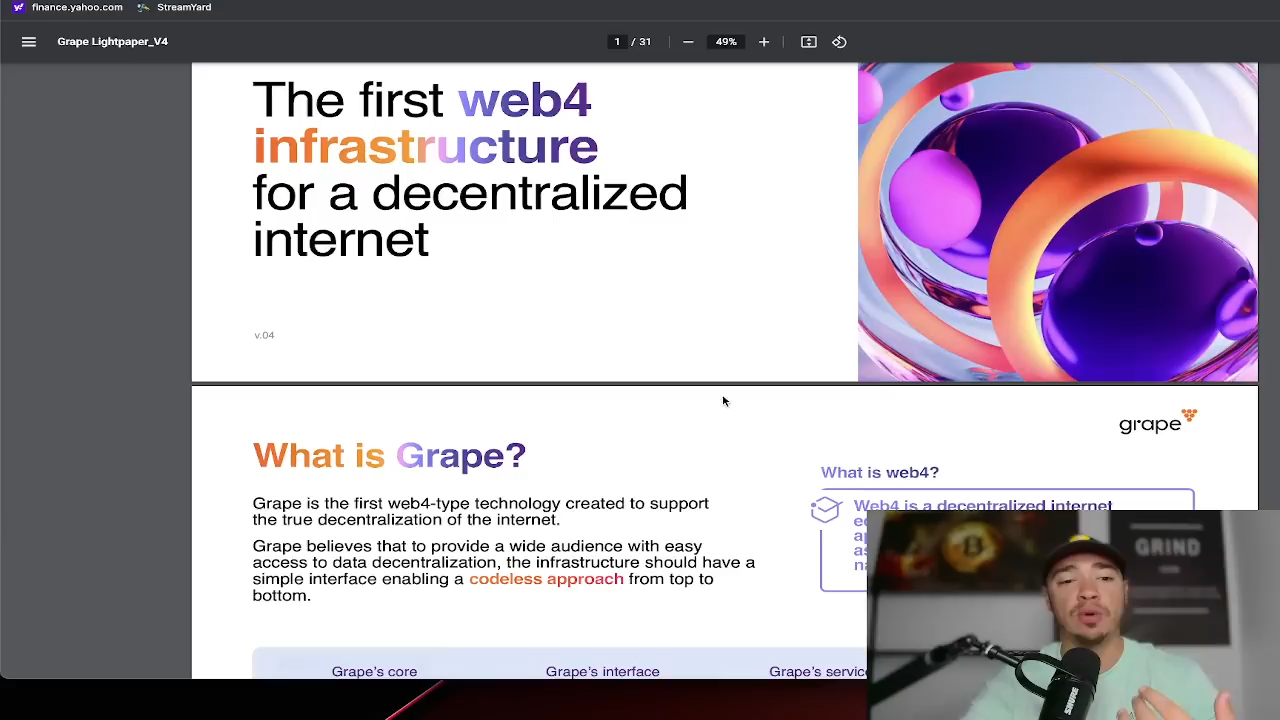 finance.yahoo.com
StreamYard
Grape Lightpaper_V4
1 / 31
49%
The first web4
infrastructure
for a decentralized
internet
v.04
grape
What is Grape?
Grape is the first web4-type technology created to support
the true decentralization of the internet.
Grape believes that to provide a wide audience with easy
access to data decentralization, the infrastructure should have a
simple interface enabling a codeless approach from top to
bottom.
What is web4?
Web4 is a decentralized internet
Grape's core
Grape's interface
Grape's
GRIND
SHURE